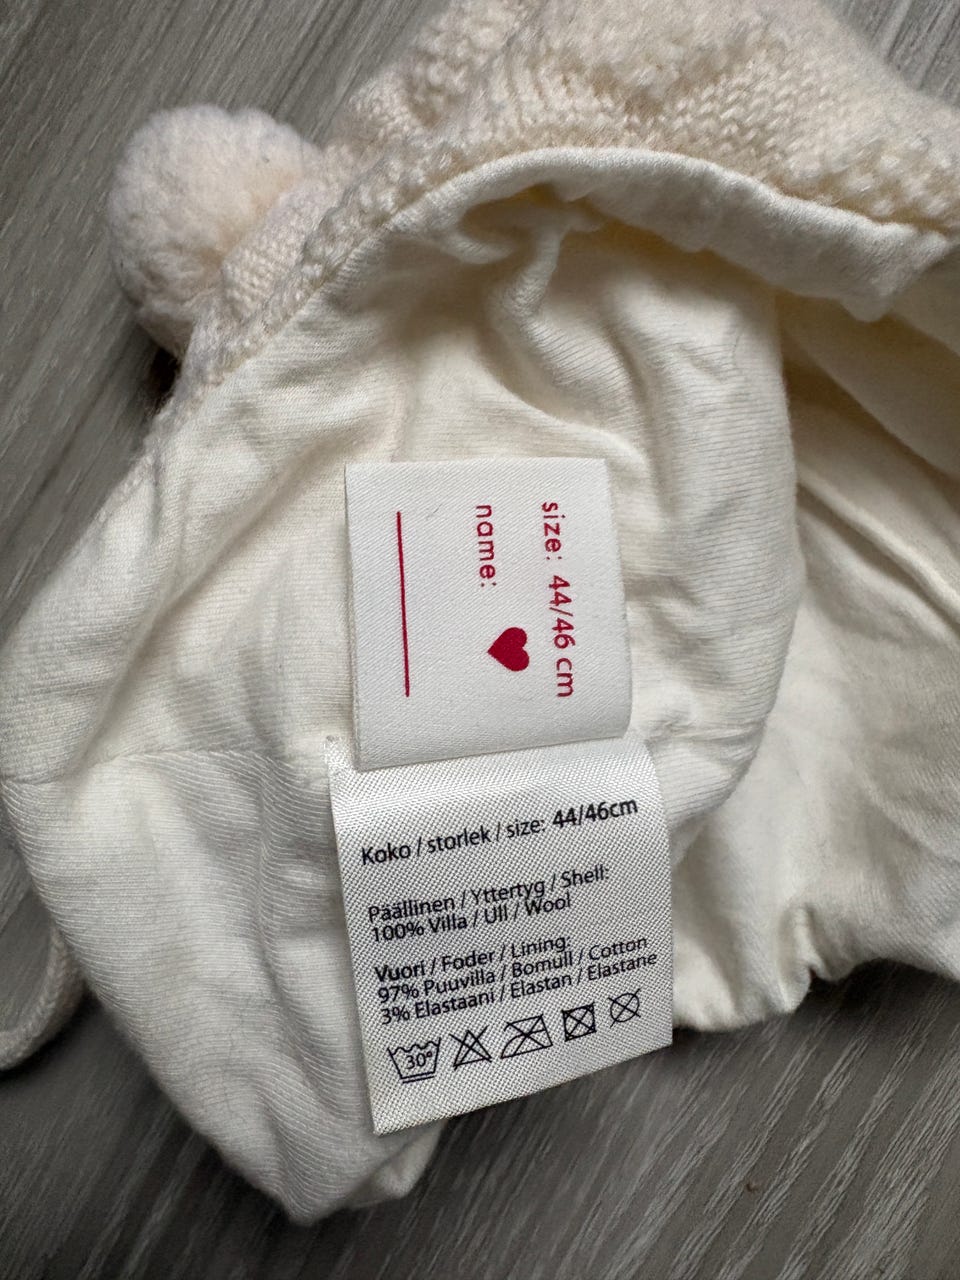 size: 44/46 cm
name:
Koko / storlek / size: 44/46cm
Päällinen / Yttertyg / Shell:
100% Villa / Ull / Wool
Vuori / Foder / Lining:
97% Puuvilla / Bomull / Cotton
3% Elastaani / Elastan / Elastane
30°